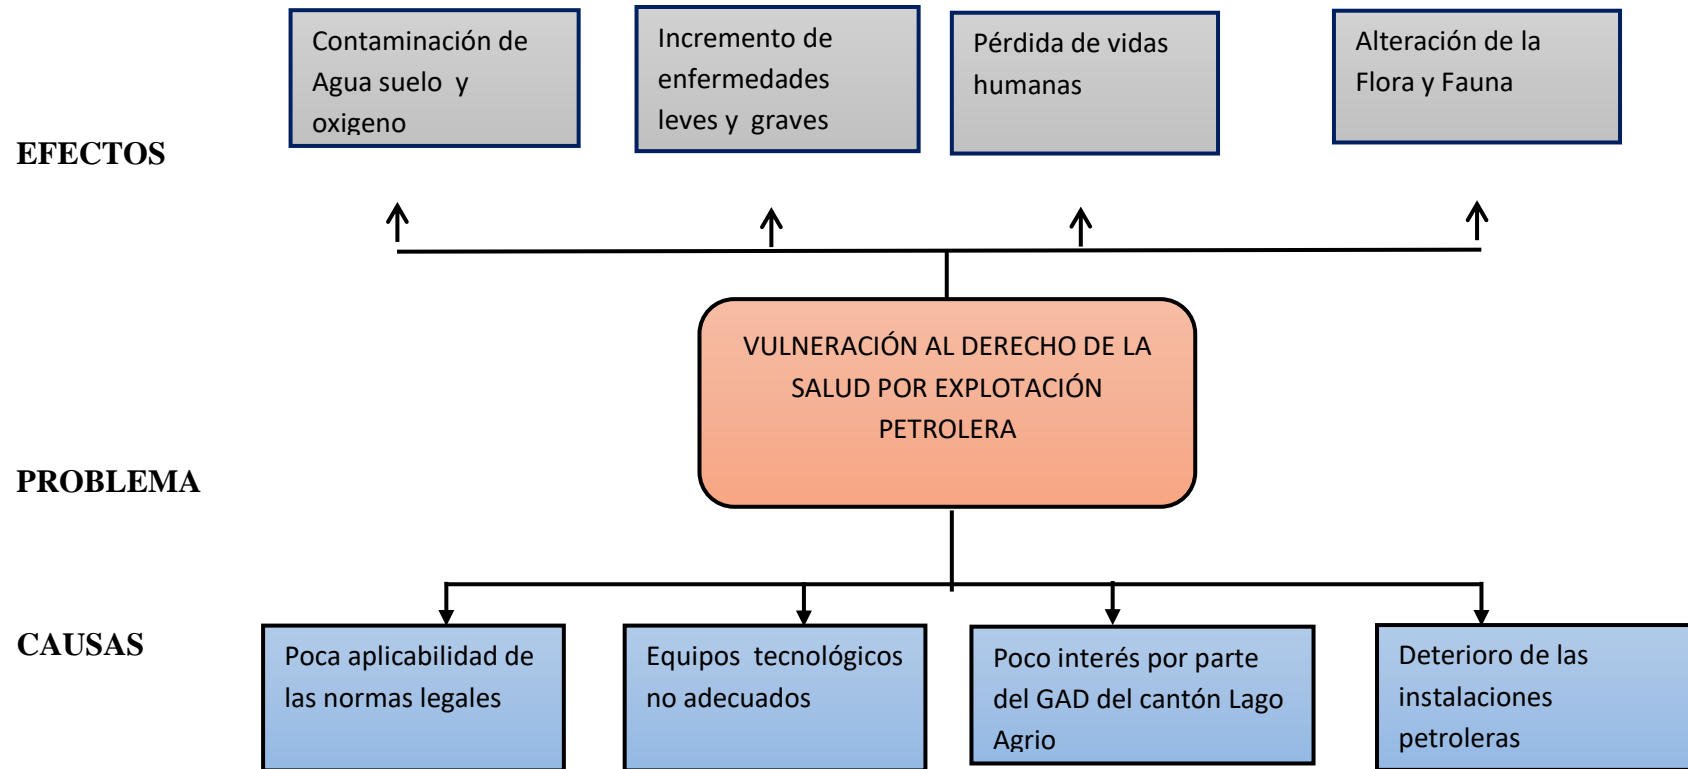 Contaminación de
Agua suelo y
oxigeno
Incremento de
enfermedades
leves y graves
Pérdida de vidas
humanas
Alteración de la
Flora y Fauna
EFECTOS
VULNERACIÓN AL DERECHO DE LA
SALUD POR EXPLOTACIÓN
PETROLERA
PROBLEMA
CAUSAS
Poca aplicabilidad de
las normas legales
Equipos tecnológicos
no adecuados
Poco interés por parte
del GAD del cantón Lago
Agrio
Deterioro de las
instalaciones
petroleras